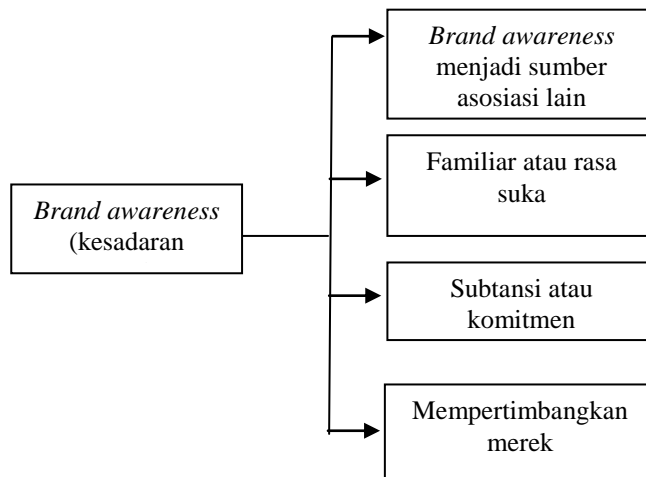 Brand awareness
menjadi sumber
asosiasi lain
Familiar atau rasa
suka
Brand awareness
(kesadaran
Subtansi atau
komitmen
Mempertimbangkan
merek